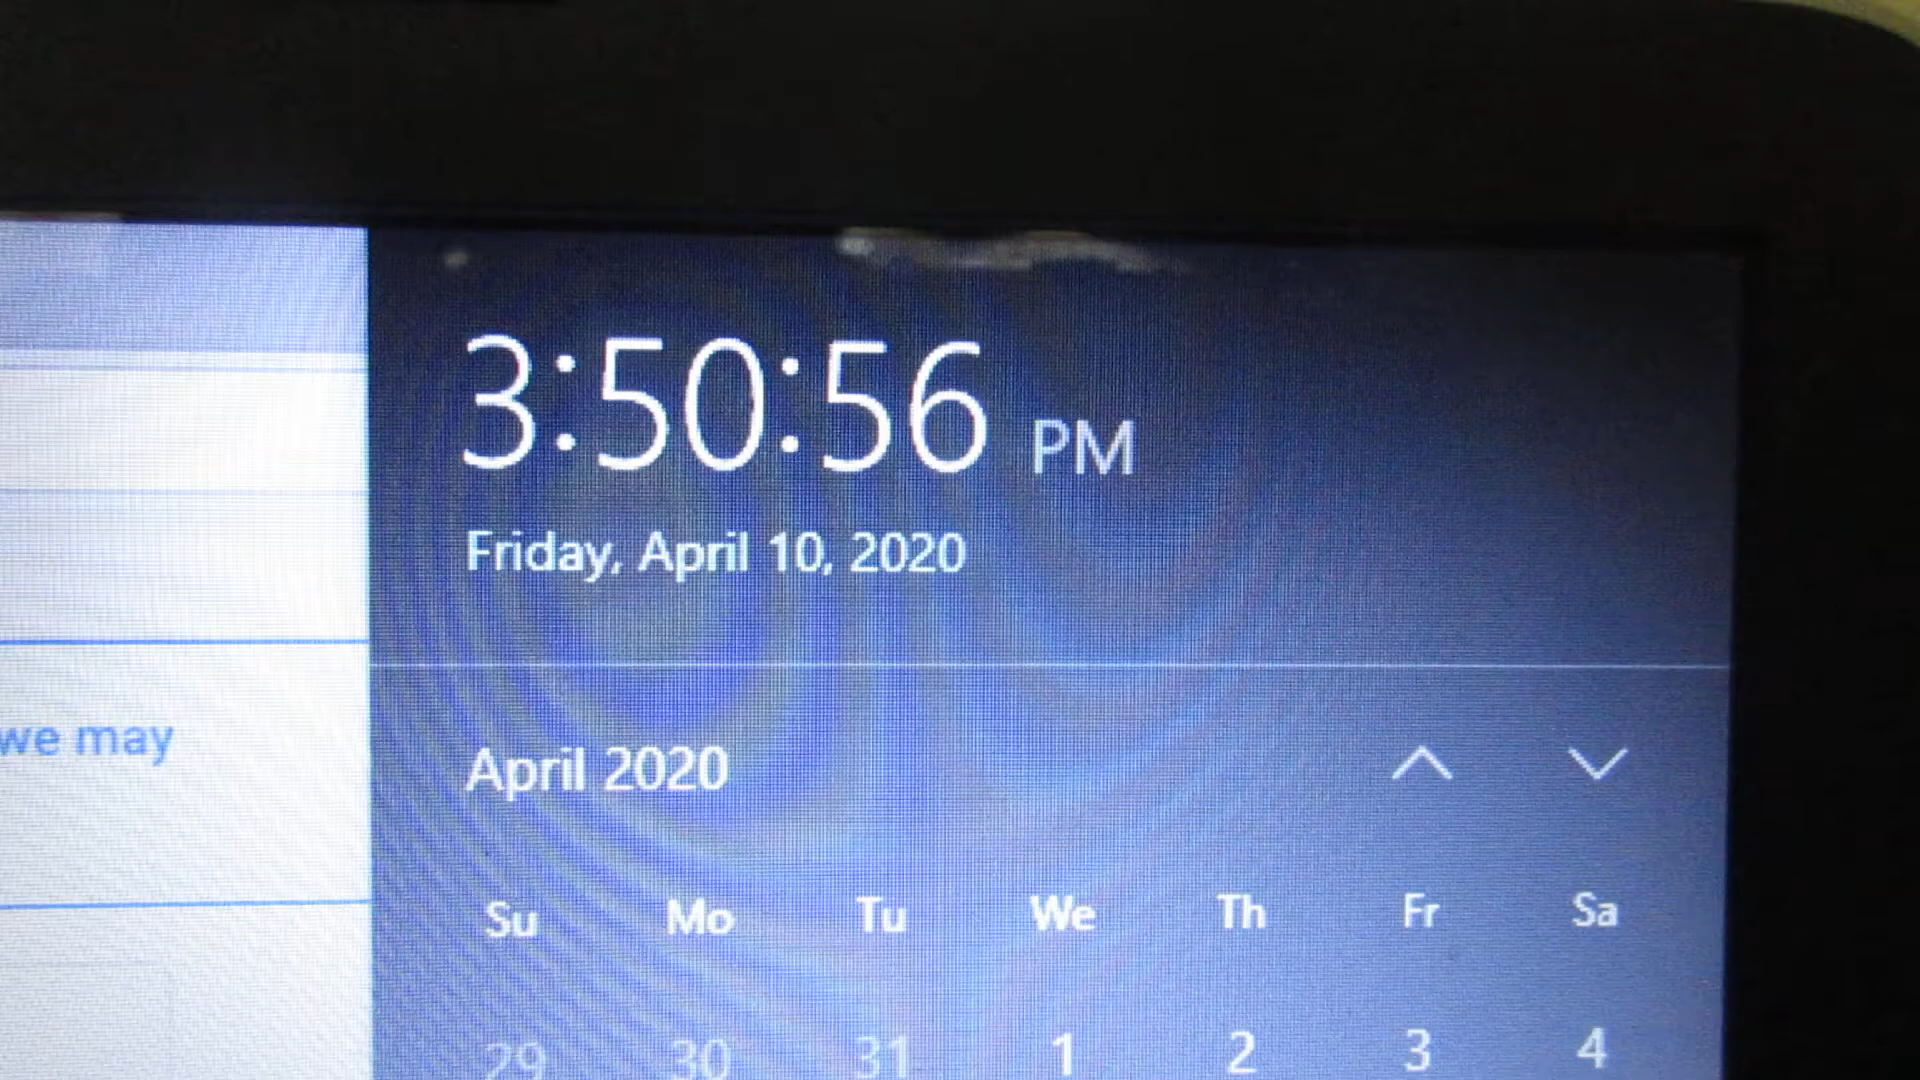 3:50:56 PM
Friday, April 10, 2020
we may
April 2020
Su Mo Tu We Th Fr Sa
29 30 31 1 2 3 4